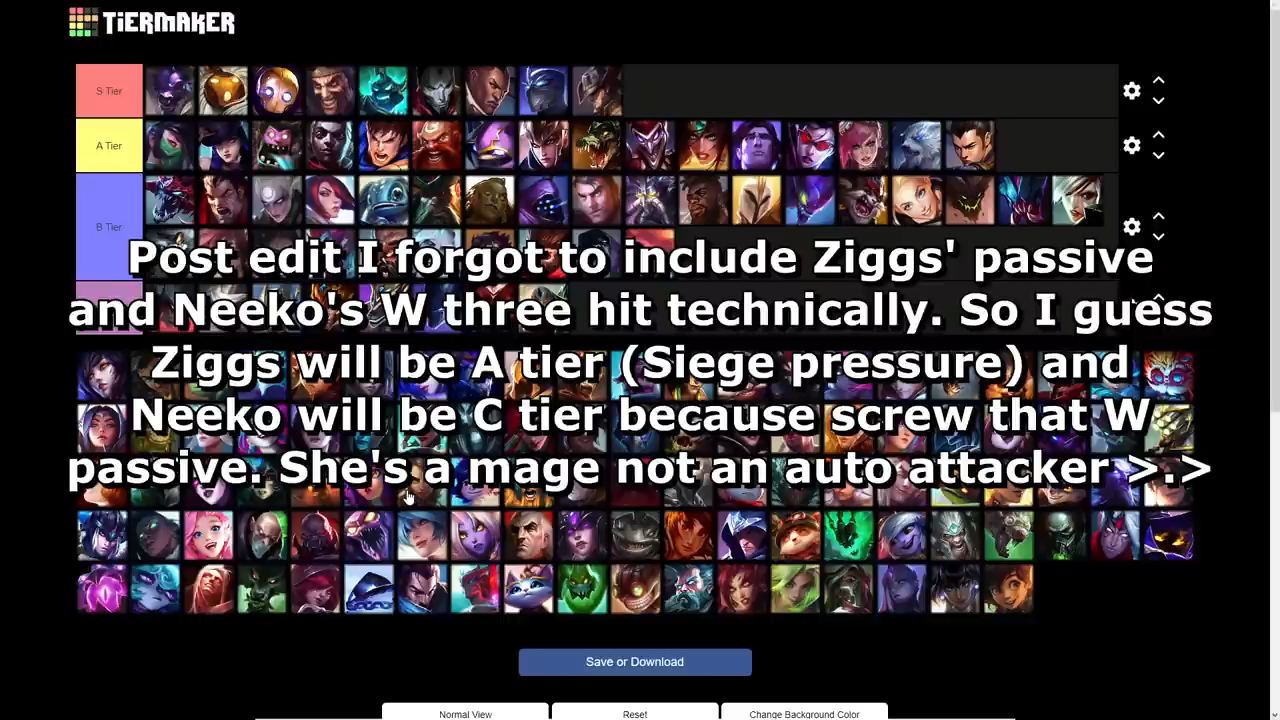 TiERMAKER
S Tier
A Tier
B Tier
Post edit I forgot to include Ziggs' passive
and Neeko's W three hit technically. So I guess
Ziggs will be A tier (Siege pressure) and
Neeko will be C tier because screw that W
passive. She's a mage not an auto attacker >.>
Save or Download
Normal View
Reset
Change Background Color